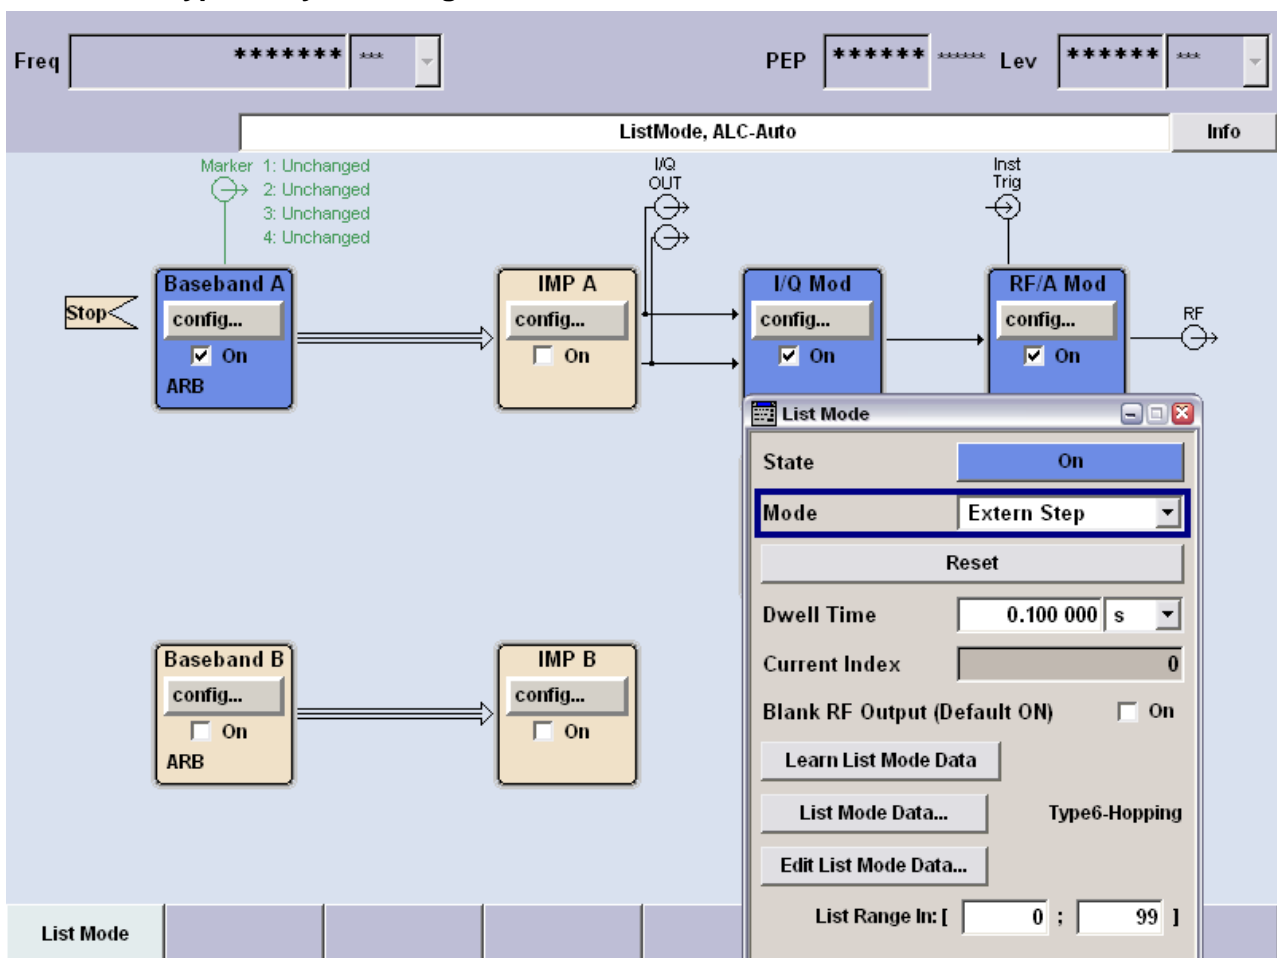 Freq ******* *** PEP ****** ****** Lev ****** ***
ListMode, ALC-Auto Info
Marker 1: Unchanged
2: Unchanged
3: Unchanged
4: Unchanged
I/Q
OUT
Inst
Trig
Stop
Baseband A
config...
On
ARB
IMP A
config...
On
I/Q Mod
config...
On
RF/A Mod
config...
On
RF
Baseband B
config...
On
ARB
IMP B
config...
On
List Mode
State On
Mode Extern Step
Reset
Dwell Time 0.100 000 s
Current Index 0
Blank RF Output (Default ON) On
Learn List Mode Data
List Mode Data... Type6-Hopping
Edit List Mode Data...
List Range In: [ 0 ; 99 ]
List Mode